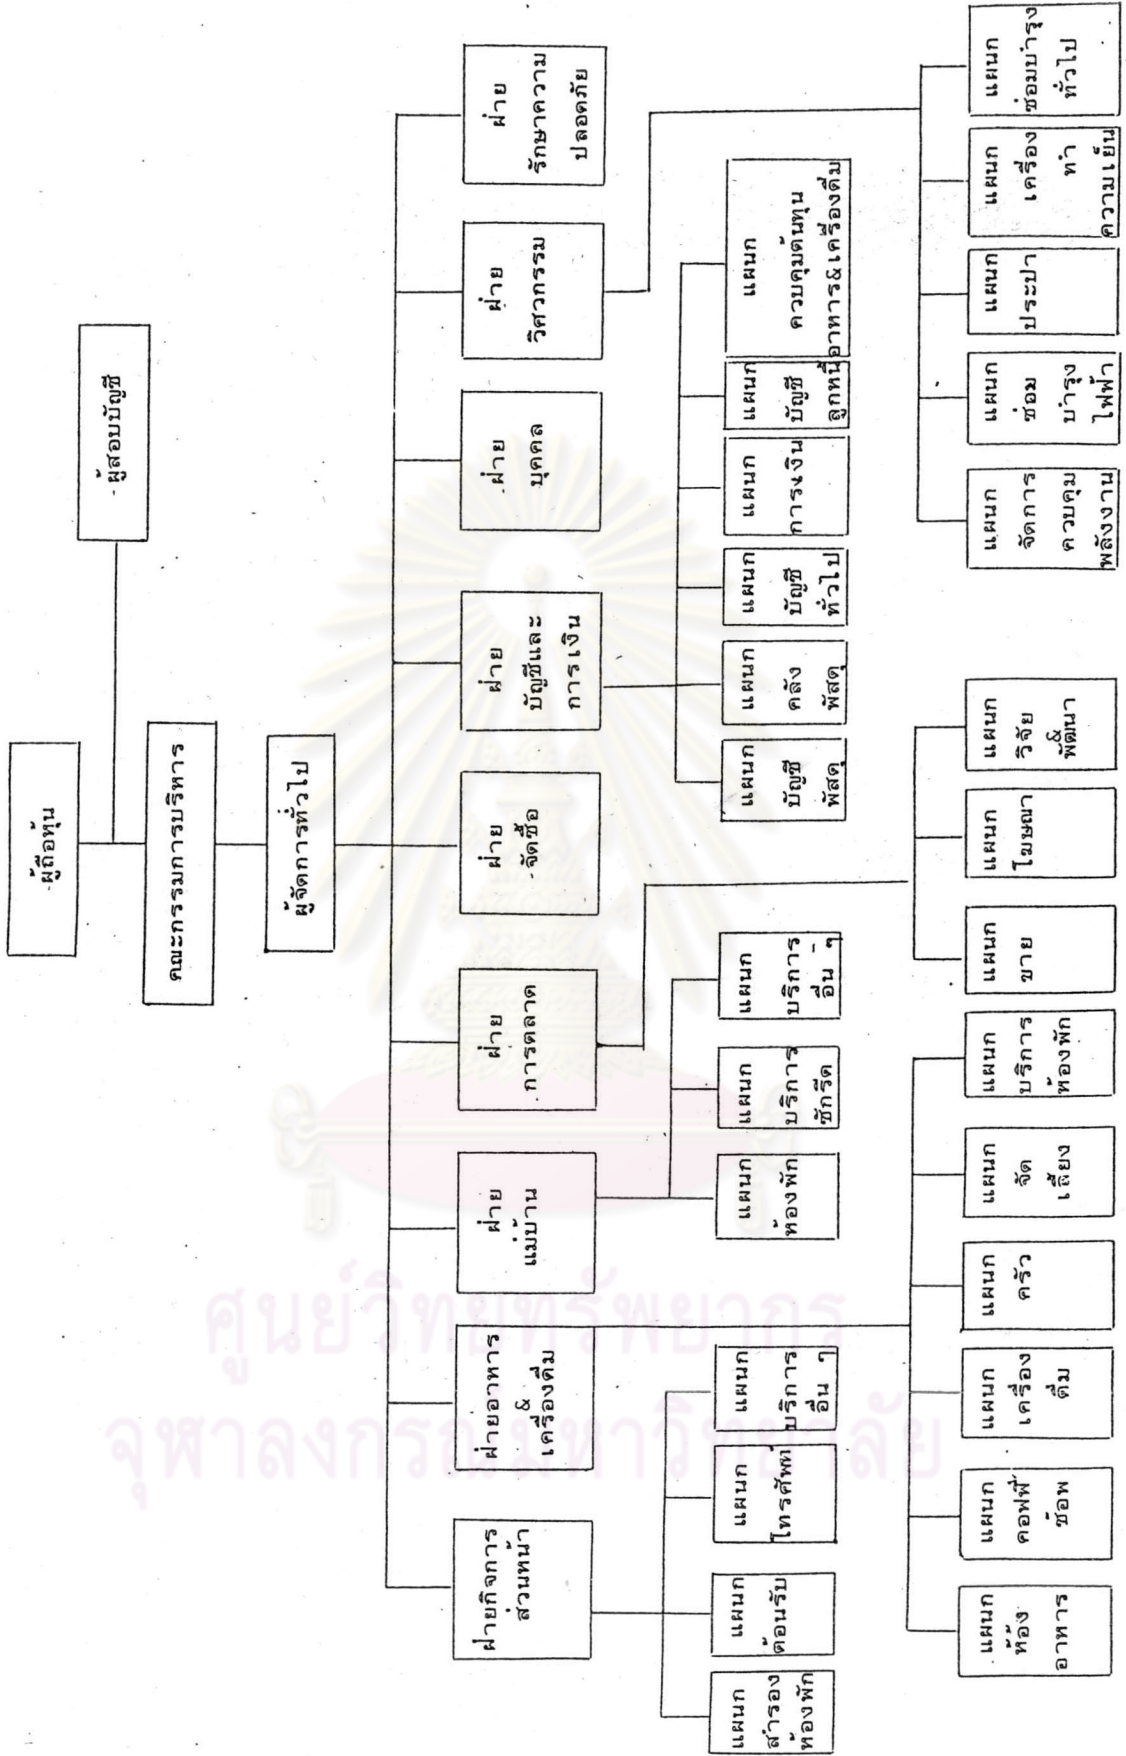 ผู้ถือหุ้น
ผู้สอบบัญชี
คณะกรรมการบริหาร
ผู้จัดการทั่วไป
ฝ่ายกิจการ
ส่วนหน้า
ฝ่ายอาหาร
&
เครื่องดื่ม
ฝ่าย
แม่บ้าน
ฝ่าย
การตลาด
ฝ่าย
จัดซื้อ
ฝ่าย
บัญชีและ
การเงิน
ฝ่าย
บุคคล
ฝ่าย
วิศวกรรม
ฝ่าย
รักษาความ
ปลอดภัย
แผนก
สำรอง
ห้องพัก
แผนก
ต้อนรับ
แผนก
โทรศัพท์
แผนก
บริการ
อื่น ๆ
แผนก
ห้องพัก
แผนก
บริการ
ซักรีด
แผนก
บริการ
อื่น ๆ
แผนก
บัญชี
พัสดุ
แผนก
คลัง
พัสดุ
แผนก
บัญชี
ทั่วไป
แผนก
การเงิน
แผนก
บัญชี
ลูกหนี้
แผนก
ควบคุมต้นทุน
อาหาร&เครื่องดื่ม
แผนก
ห้อง
อาหาร
แผนก
คอฟฟี่
ช้อพ
แผนก
เครื่อง
ดื่ม
แผนก
ครัว
แผนก
จัด
เลี้ยง
แผนก
บริการ
ห้องพัก
แผนก
ขาย
แผนก
โฆษณา
แผนก
วิจัย
&
พัฒนา
แผนก
จัดการ
ควบคุม
พลังงาน
แผนก
ซ่อม
บำรุง
ไฟฟ้า
แผนก
ประปา
แผนก
เครื่อง
ทำ
ความเย็น
แผนก
ซ่อมบำรุง
ทั่วไป
ศูนย์วิทยทรัพยากร
จุฬาลงกรณ์มหาวิทยาลัย